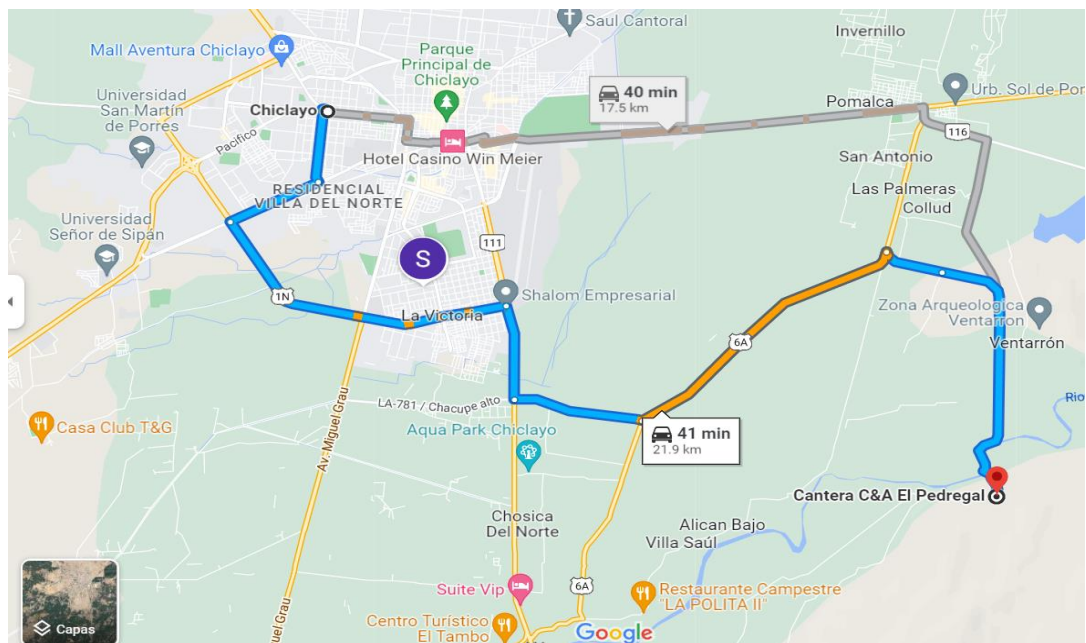 Saul Cantoral
Invernillo
Mall Aventura Chiclayo
Parque
Principal de
Chiclayo
40 min
17.5 km
Universidad
San Martín
de Porres
Chiclayo
Pomalca
Urb. Sol de Por
Pacifico
116
Hotel Casino Win Meier
San Antonio
RESIDENCIAL
VILLA DEL NORTE
Las Palmeras
Collud
Universidad
Señor de Sipán
111
S
1N
Shalom Empresarial
Zona Arqueologica
Ventarron
La Victoria
6A
Ventarrón
LA-781 / Chacupe alto
Rio
Casa Club T&G
Av. Miguel Grau
Aqua Park Chiclayo
41 min
21.9 km
Cantera C&A El Pedregal
Chosica
Del Norte
Alican Bajo
Villa Saúl
Suite Vip
6A
Restaurante Campestre
"LA POLITA II"
Capas
Centro Turístico
El Tambo
Google
guel Grau